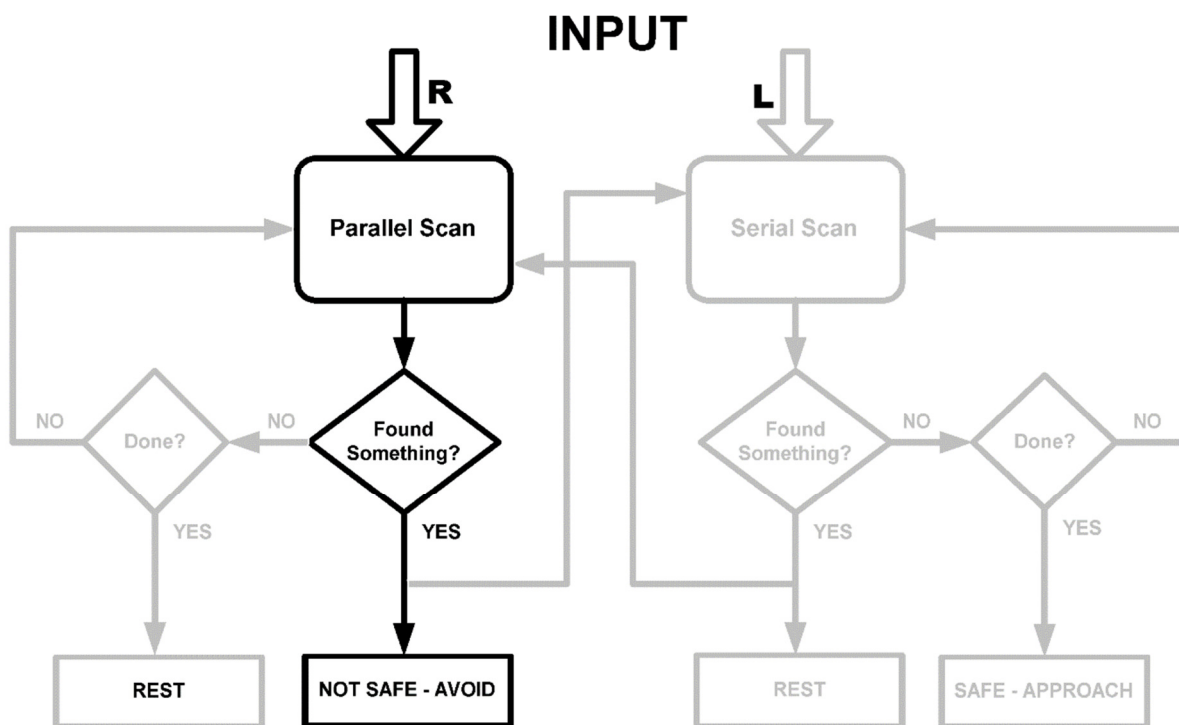 INPUT
R
L
Parallel Scan
Serial Scan
NO
Done?
NO
Found
Something?
Found
Something?
NO
Done?
NO
YES
YES
YES
YES
REST
NOT SAFE - AVOID
REST
SAFE - APPROACH